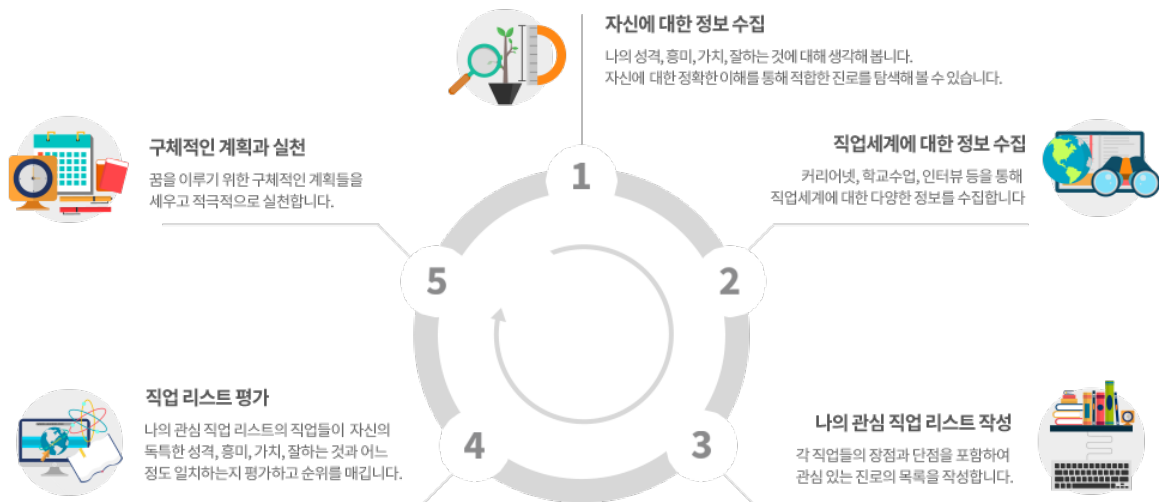 자신에 대한 정보 수집
나의 성격, 흥미, 가치, 잘하는 것에 대해 생각해 봅니다.
자신에 대한 정확한 이해를 통해 적합한 진로를 탐색해 볼 수 있습니다.
1
직업세계에 대한 정보 수집
커리어넷, 학교수업, 인터뷰 등을 통해
직업세계에 대한 다양한 정보를 수집합니다
2
나의 관심 직업 리스트 작성
각 직업들의 장점과 단점을 포함하여
관심 있는 진로의 목록을 작성합니다.
3
직업 리스트 평가
나의 관심 직업 리스트의 직업들이 자신의
독특한 성격, 흥미, 가치, 잘하는 것과 어느
정도 일치하는지 평가하고 순위를 매깁니다.
4
구체적인 계획과 실천
꿈을 이루기 위한 구체적인 계획들을
세우고 적극적으로 실천합니다.
5